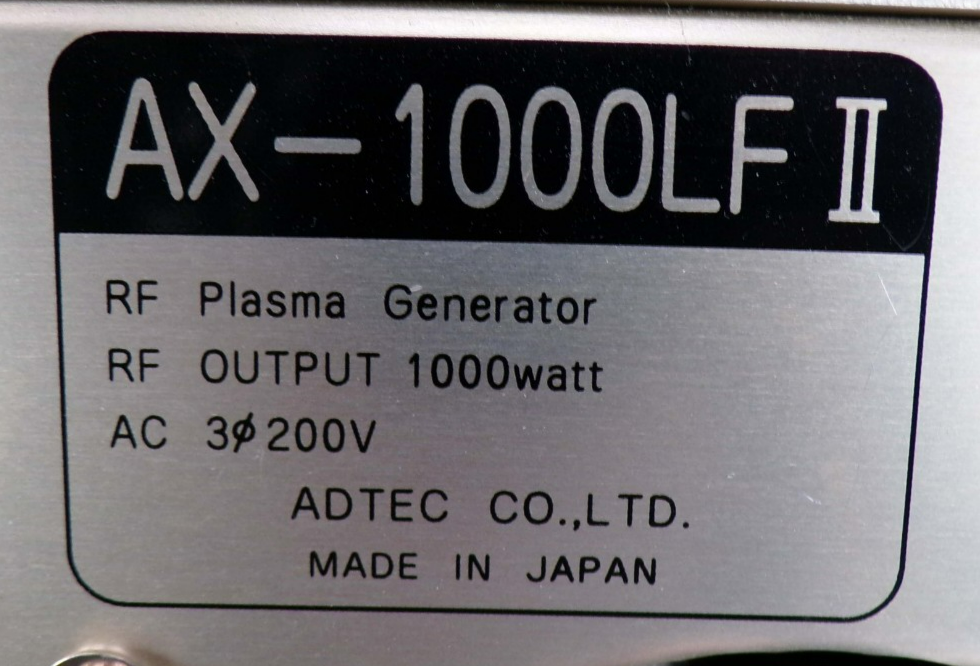 AX-1000LF II
RF Plasma Generator
RF OUTPUT 1000watt
AC 3ϕ200V
ADTEC CO.,LTD.
MADE IN JAPAN